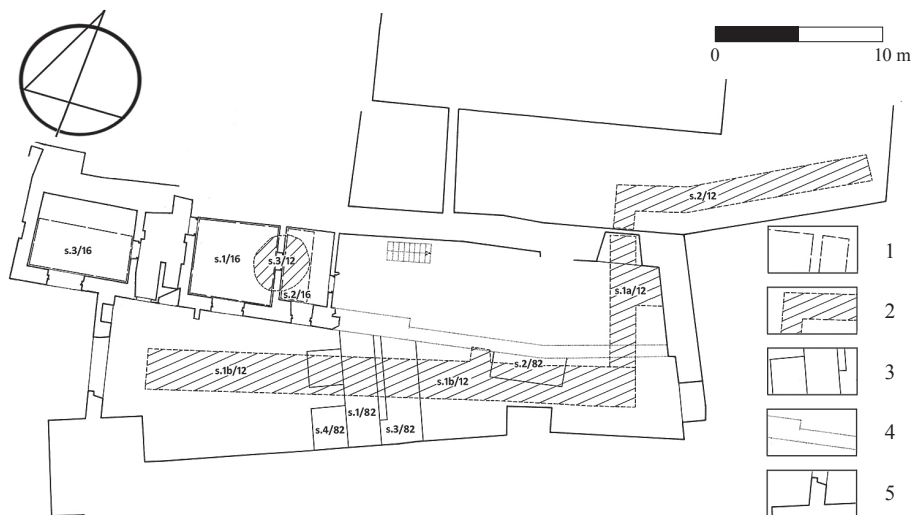 0 10 m
s.2/12
1
s.3/16
s.1/16
s.3/12
s.2/16
s.1a/12
2
s.1b/12
s.1b/12
s.2/82
3
s.1/82
s.4/82
s.3/82
4
5